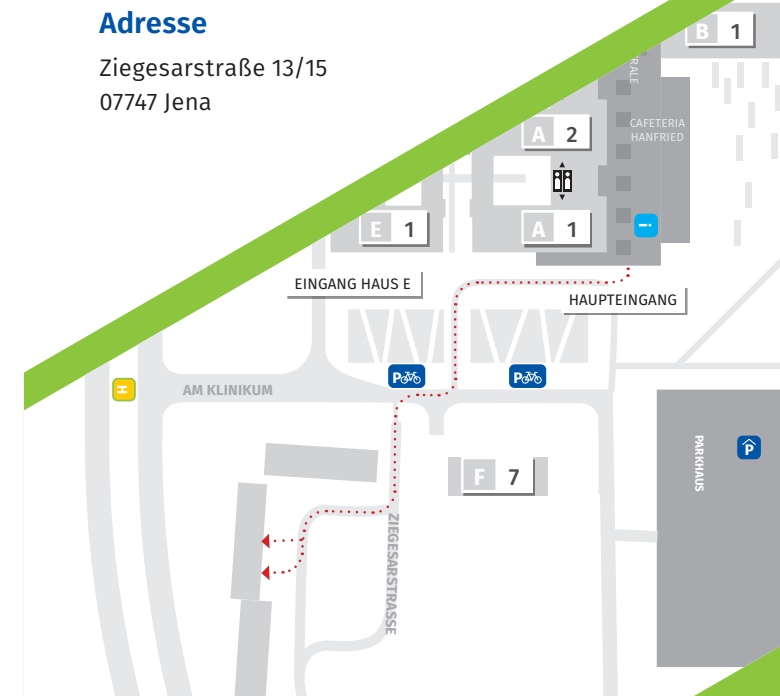 Adresse
Ziegesarstraße 13/15
07747 Jena
B 1
CAFETERIA
HANFRIED
A 2
E 1
A 1
EINGANG HAUS E
HAUPTEINGANG
P
P
H
AM KLINIKUM
PARKHAUS
P
F 7
ZIEGESARSTRASSE